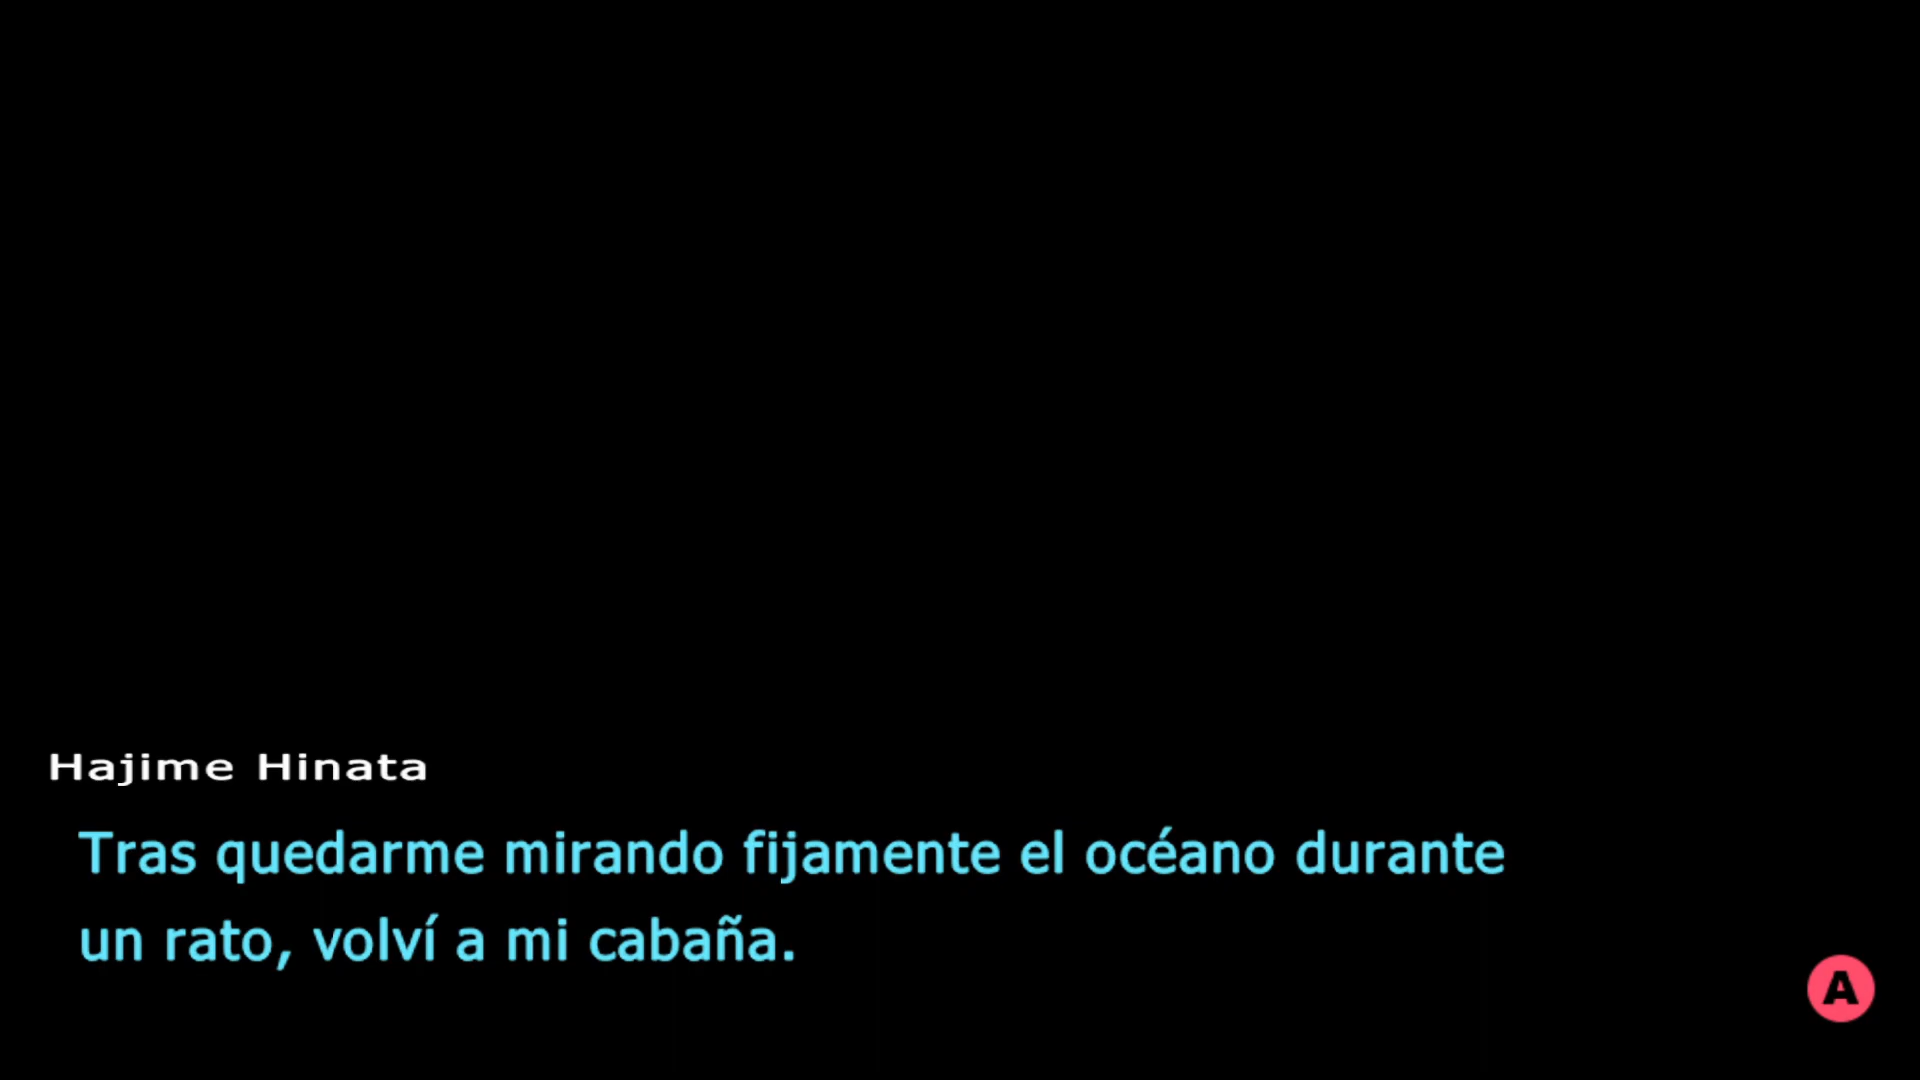 Hajime Hinata
Tras quedarme mirando fijamente el océano durante
un rato, volví a mi cabaña.
A